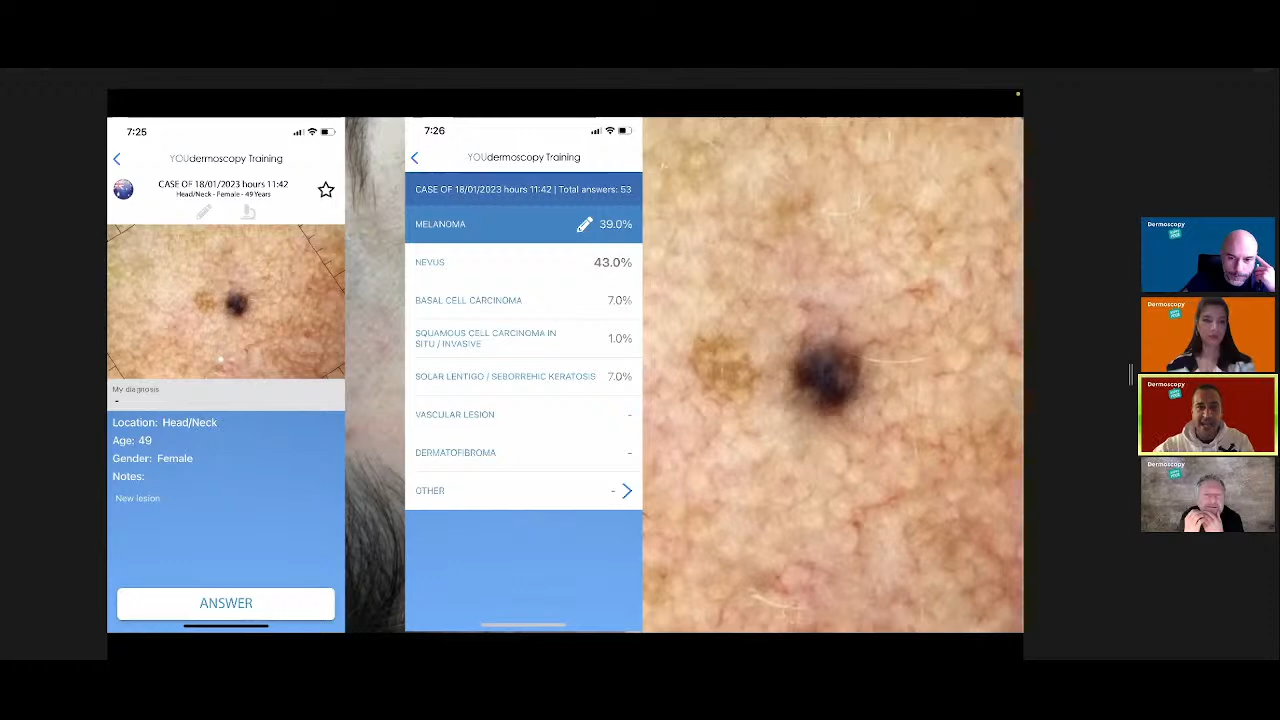 7:25
YOUdermoscopy Training
CASE OF 18/01/2023 hours 11:42
Head/Neck - Female - 49 Years
My diagnosis
-
Location: Head/Neck
Age: 49
Gender: Female
Notes:
New lesion
ANSWER
7:26
YOUdermoscopy Training
CASE OF 18/01/2023 hours 11:42 | Total answers: 53
MELANOMA 39.0%
NEVUS 43.0%
BASAL CELL CARCINOMA 7.0%
SQUAMOUS CELL CARCINOMA IN
SITU / INVASIVE 1.0%
SOLAR LENTIGO / SEBORREHIC KERATOSIS 7.0%
VASCULAR LESION -
DERMATOFIBROMA -
OTHER -
Dermoscopy
Dermoscopy
Dermoscopy
Dermoscopy